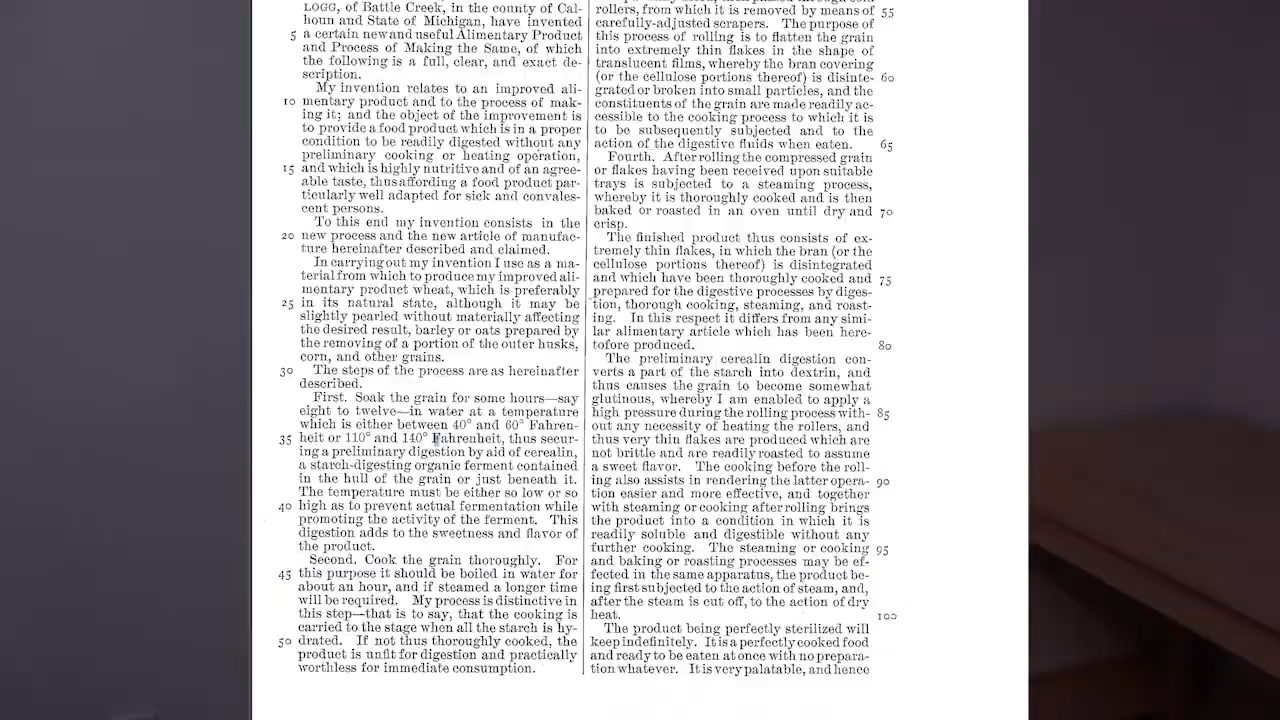 LOGG, of Battle Creek, in the county of Cal-
houn and State of Michigan, have invented
5 a certain new and useful Alimentary Product
and Process of Making the Same, of which
the following is a full, clear, and exact de-
scription.
My invention relates to an improved ali-
10 mentary product and to the process of mak-
ing it; and the object of the improvement is
to provide a food product which is in a proper
condition to be readily digested without any
preliminary cooking or heating operation,
15 and which is highly nutritive and of an agree-
able taste, thus affording a food product par-
ticularly well adapted for sick and convales-
cent persons.
To this end my invention consists in the
20 new process and the new article of manufac-
ture hereinafter described and claimed.
In carrying out my invention I use as a ma-
terial from which to produce my improved ali-
mentary product wheat, which is preferably
25 in its natural state, although it may be
slightly pearled without materially affecting
the desired result, barley or oats prepared by
the removing of a portion of the outer husks,
corn, and other grains.
30 The steps of the process are as hereinafter
described.
First. Soak the grain for some hours—say
eight to twelve—in water at a temperature
which is either between 40° and 60° Fahren-
35 heit or 110° and 140° Fahrenheit, thus secur-
ing a preliminary digestion by aid of cerealin,
a starch-digesting organic ferment contained
in the hull of the grain or just beneath it.
The temperature must be either so low or so
40 high as to prevent actual fermentation while
promoting the activity of the ferment. This
digestion adds to the sweetness and flavor of
the product.
Second. Cook the grain thoroughly. For
45 this purpose it should be boiled in water for
about an hour, and if steamed a longer time
will be required. My process is distinctive in
this step—that is to say, that the cooking is
carried to the stage when all the starch is hy-
50 drated. If not thus thoroughly cooked, the
product is unfit for digestion and practically
worthless for immediate consumption.
rollers, from which it is removed by means of 55
carefully-adjusted scrapers. The purpose of
this process of rolling is to flatten the grain
into extremely thin flakes in the shape of
translucent films, whereby the bran covering
(or the cellulose portions thereof) is disinte- 60
grated or broken into small particles, and the
constituents of the grain are made readily ac-
cessible to the cooking process to which it is
to be subsequently subjected and to the
action of the digestive fluids when eaten. 65
Fourth. After rolling the compressed grain
or flakes having been received upon suitable
trays is subjected to a steaming process,
whereby it is thoroughly cooked and is then
baked or roasted in an oven until dry and 70
crisp.
The finished product thus consists of ex-
tremely thin flakes, in which the bran (or the
cellulose portions thereof) is disintegrated
and which have been thoroughly cooked and 75
prepared for the digestive processes by diges-
tion, thorough cooking, steaming, and roast-
ing. In this respect it differs from any simi-
lar alimentary article which has been here-
tofore produced. 80
The preliminary cerealin digestion con-
verts a part of the starch into dextrin, and
thus causes the grain to become somewhat
glutinous, whereby I am enabled to apply a
high pressure during the rolling process with- 85
out any necessity of heating the rollers, and
thus very thin flakes are produced which are
not brittle and are readily roasted to assume
a sweet flavor. The cooking before the roll-
ing also assists in rendering the latter opera- 90
tion easier and more effective, and together
with steaming or cooking after rolling brings
the product into a condition in which it is
readily soluble and digestible without any
further cooking. The steaming or cooking 95
and baking or roasting processes may be ef-
fected in the same apparatus, the product be-
ing first subjected to the action of steam, and,
after the steam is cut off, to the action of dry
heat. 100
The product being perfectly sterilized will
keep indefinitely. It is a perfectly cooked food
and ready to be eaten at once with no prepara-
tion whatever. It is very palatable, and hence